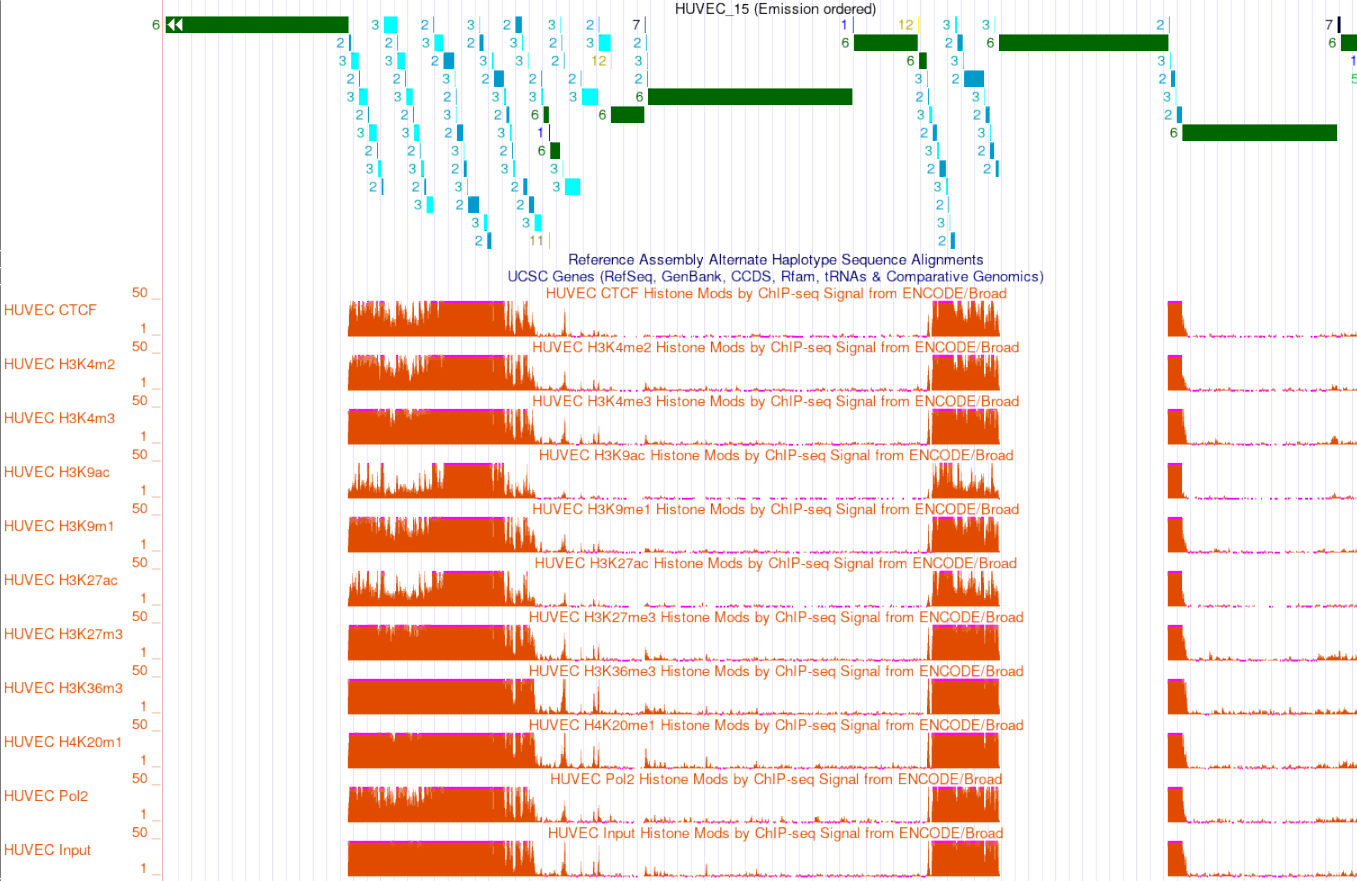 HUVEC_15 (Emission ordered)
6 3 2 3 2 3 2 7 1 12 3 3 2 7
2 3 2 3 2 12 2 6 2 6 2 6
3 3 2 3 3 2 3 6 3 3 1
2 2 3 2 2 2 2 3 2 2 5
3 3 2 3 2 3 6 2 3 3
2 3 3 2 6 6 3 2 2
3 3 2 3 1 2 3 6
2 2 3 2 6 3 2
3 3 2 3 3 2 2
2 2 3 2 3 3
3 2 2 2
3 3 3
2 11 2
Reference Assembly Alternate Haplotype Sequence Alignments
UCSC Genes (RefSeq, GenBank, CCDS, Rfam, tRNAs & Comparative Genomics)
50 HUVEC CTCF Histone Mods by ChIP-seq Signal from ENCODE/Broad
HUVEC CTCF
1
50 HUVEC H3K4me2 Histone Mods by ChIP-seq Signal from ENCODE/Broad
HUVEC H3K4m2
1
50 HUVEC H3K4me3 Histone Mods by ChIP-seq Signal from ENCODE/Broad
HUVEC H3K4m3
1
50 HUVEC H3K9ac Histone Mods by ChIP-seq Signal from ENCODE/Broad
HUVEC H3K9ac
1
50 HUVEC H3K9me1 Histone Mods by ChIP-seq Signal from ENCODE/Broad
HUVEC H3K9m1
1
50 HUVEC H3K27ac Histone Mods by ChIP-seq Signal from ENCODE/Broad
HUVEC H3K27ac
1
50 HUVEC H3K27me3 Histone Mods by ChIP-seq Signal from ENCODE/Broad
HUVEC H3K27m3
1
50 HUVEC H3K36me3 Histone Mods by ChIP-seq Signal from ENCODE/Broad
HUVEC H3K36m3
1
50 HUVEC H4K20me1 Histone Mods by ChIP-seq Signal from ENCODE/Broad
HUVEC H4K20m1
1
50 HUVEC Pol2 Histone Mods by ChIP-seq Signal from ENCODE/Broad
HUVEC Pol2
1
50 HUVEC Input Histone Mods by ChIP-seq Signal from ENCODE/Broad
HUVEC Input
1